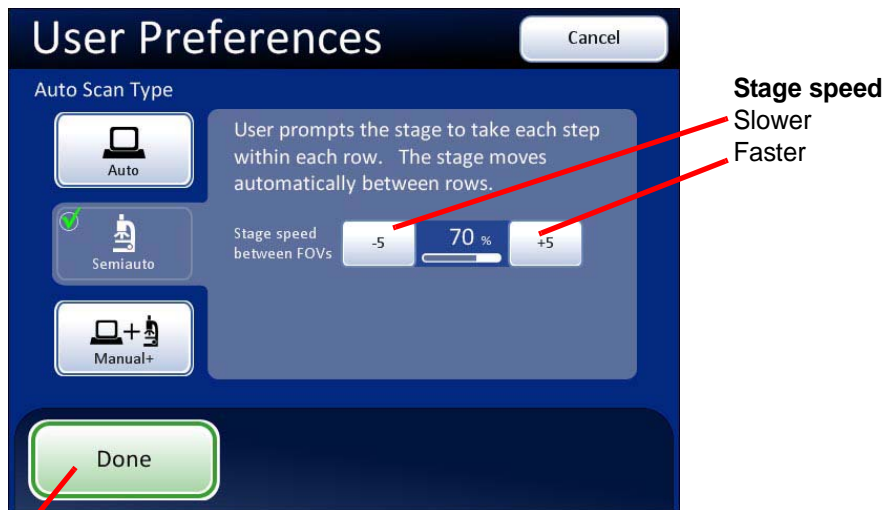 User Preferences
Cancel
Auto Scan Type
Auto
Semiauto
Manual+
User prompts the stage to take each step
within each row. The stage moves
automatically between rows.
Stage speed
between FOVs
-5
70 %
+5
Done
Stage speed
Slower
Faster